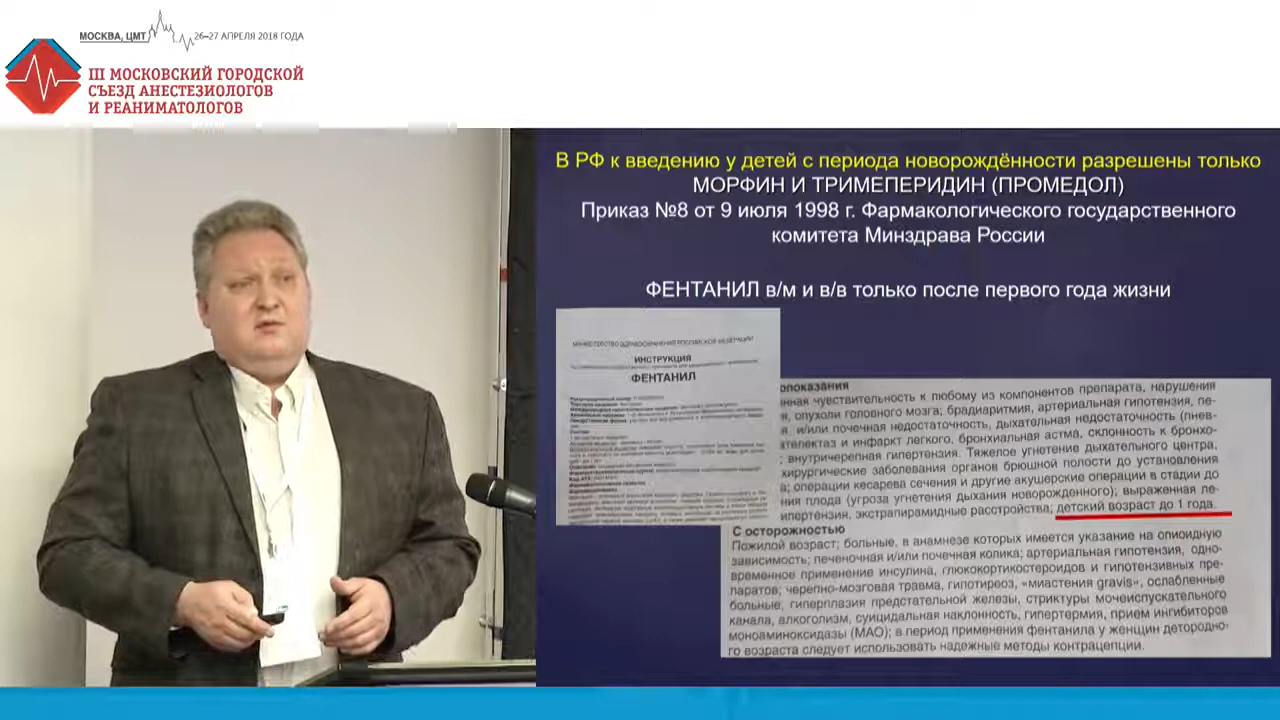 МОСКВА, ЦМТ
26–27 АПРЕЛЯ 2018 ГОДА
III МОСКОВСКИЙ ГОРОДСКОЙ
СЪЕЗД АНЕСТЕЗИОЛОГОВ
И РЕАНИМАТОЛОГОВ
В РФ к введению у детей с периода новорождённости разрешены только
МОРФИН И ТРИМЕПЕРИДИН (ПРОМЕДОЛ)
Приказ №8 от 9 июля 1998 г. Фармакологического государственного
комитета Минздрава России
ФЕНТАНИЛ в/м и в/в только после первого года жизни
МИНИСТЕРСТВО ЗДРАВООХРАНЕНИЯ РОССИЙСКОЙ ФЕДЕРАЦИИ
ИНСТРУКЦИЯ
ФЕНТАНИЛ
опоказания
нная чувствительность к любому из компонентов препарата, нарушения
я, опухоли головного мозга; брадиаритмия, артериальная гипотензия, пе-
я и/или почечная недостаточность, дыхательная недостаточность (пнев-
ателектаз и инфаркт легкого, бронхиальная астма, склонность к бронхо-
; внутричерепная гипертензия. Тяжелое угнетение дыхательного центра,
хирургические заболевания органов брюшной полости до установления
а; операции кесарева сечения и другие акушерские операции в стадии до
ния плода (угроза угнетения дыхания новорожденного); выраженная ле-
ипертензия, экстрапирамидные расстройства; детский возраст до 1 года.
С осторожностью
Пожилой возраст; больные, в анамнезе которых имеется указание на опиоидную
зависимость; печеночная и/или почечная колика; артериальная гипотензия, одно-
временное применение инсулина, глюкокортикостероидов и гипотензивных пре-
паратов; черепно-мозговая травма, гипотиреоз, «миастения gravis», ослабленные
больные, гиперплазия предстательной железы, стриктуры мочеиспускательного
канала, алкоголизм, суицидальная наклонность, гипертермия, прием ингибиторов
моноаминоксидазы (МАО); в период применения фентанила у женщин детородно-
го возраста следует использовать надежные методы контрацепции.